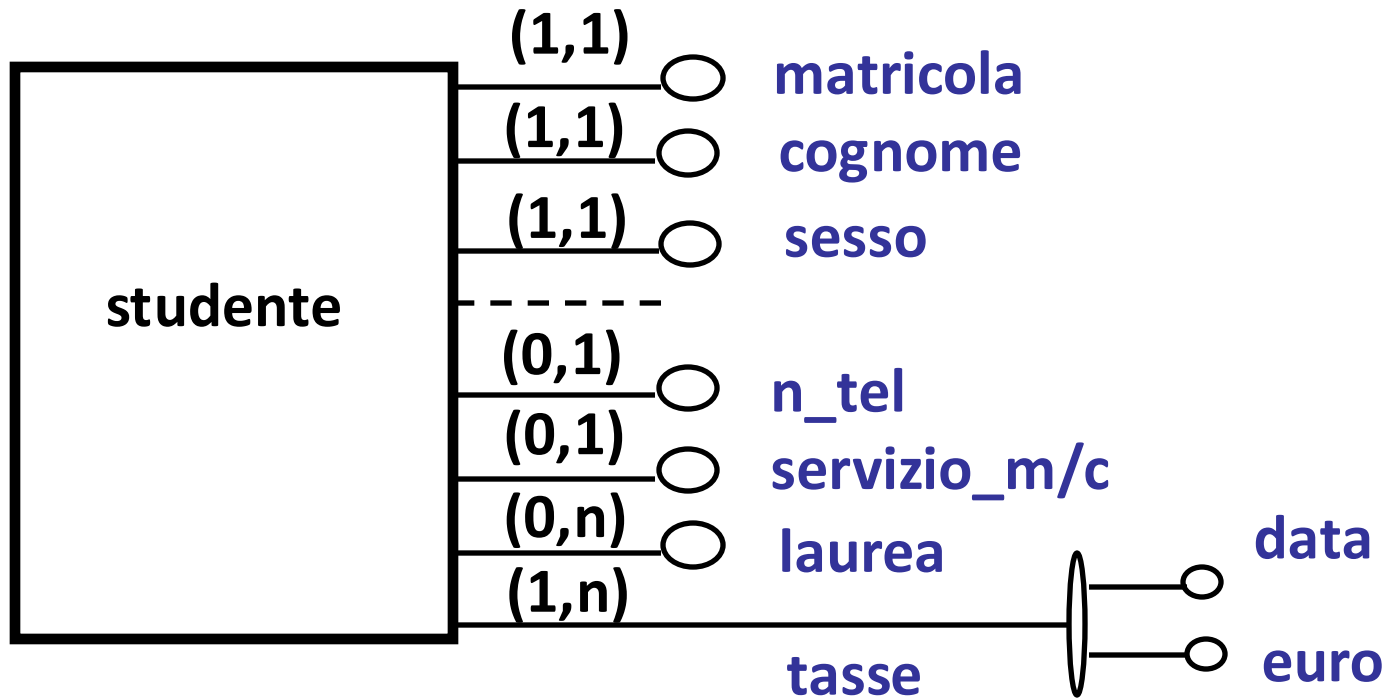 (1,1) matricola
(1,1) cognome
(1,1) sesso
studente
(0,1) n_tel
(0,1) servizio_m/c
(0,n) laurea
data
(1,n)
tasse
euro